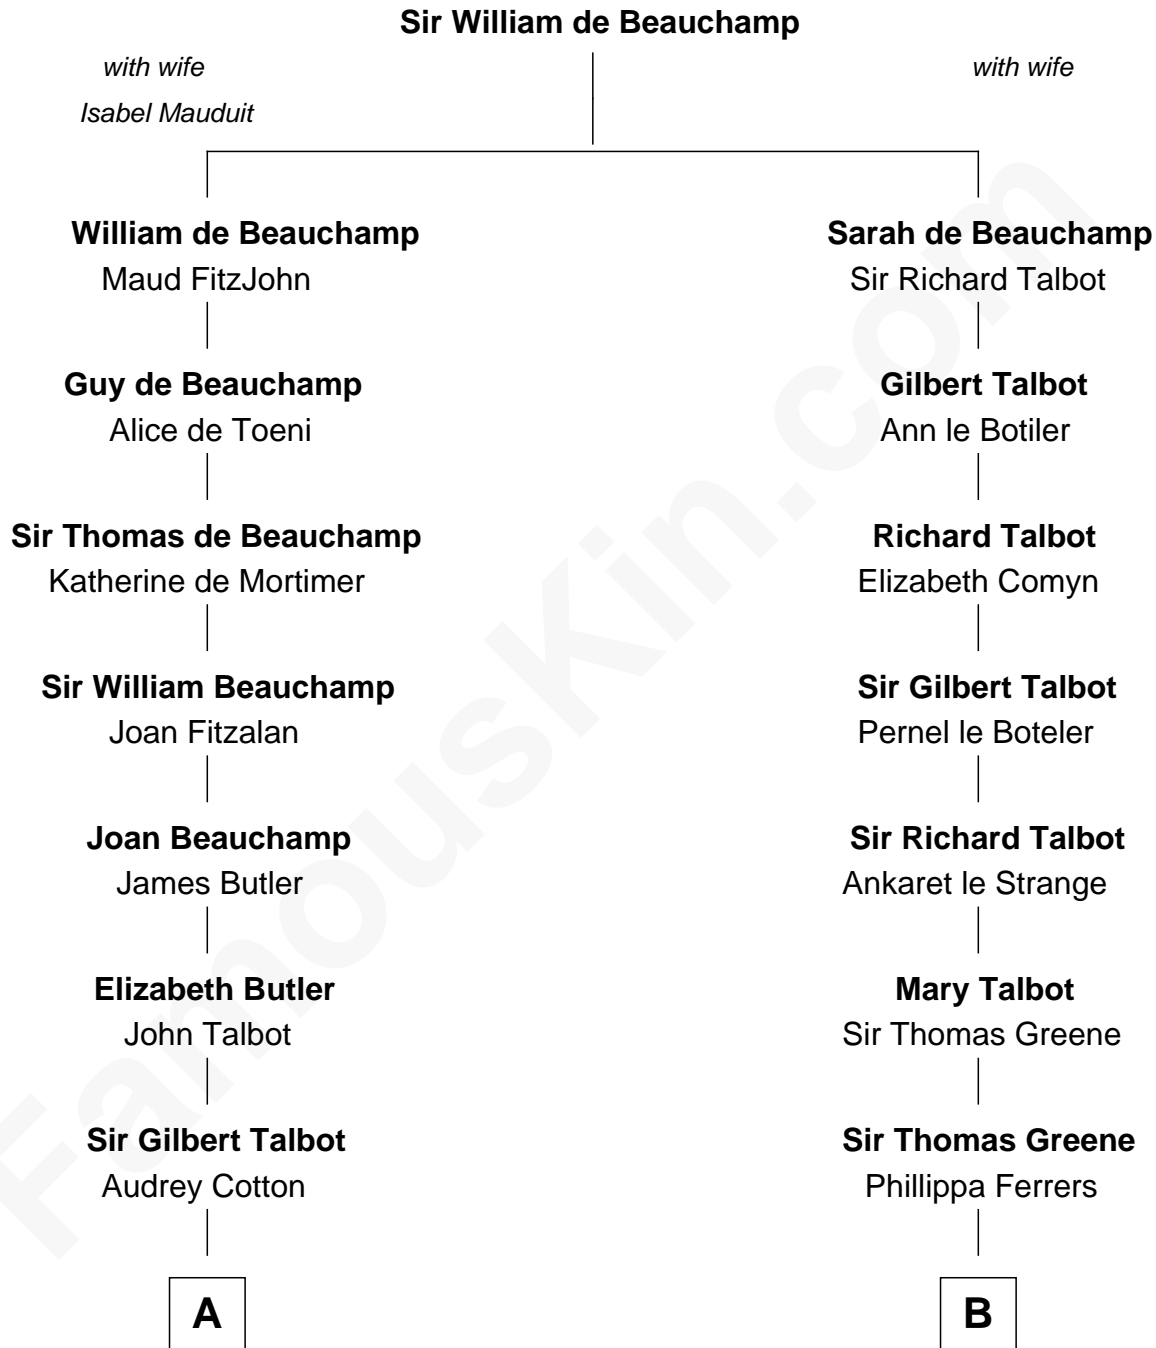 Sir William de Beauchamp
with wife
with wife
Isabel Mauduit
William de Beauchamp
Sarah de Beauchamp
Maud FitzJohn
Sir Richard Talbot
Guy de Beauchamp
Gilbert Talbot
Alice de Toeni
Ann le Botiler
Sir Thomas de Beauchamp
Richard Talbot
Katherine de Mortimer
Elizabeth Comyn
Sir William Beauchamp
Sir Gilbert Talbot
Joan Fitzalan
Pernel le Boteler
Joan Beauchamp
Sir Richard Talbot
James Butler
Ankaret le Strange
Elizabeth Butler
Mary Talbot
John Talbot
Sir Thomas Greene
Sir Gilbert Talbot
Sir Thomas Greene
Audrey Cotton
Phillippa Ferrers
A
B
FamousKin.com